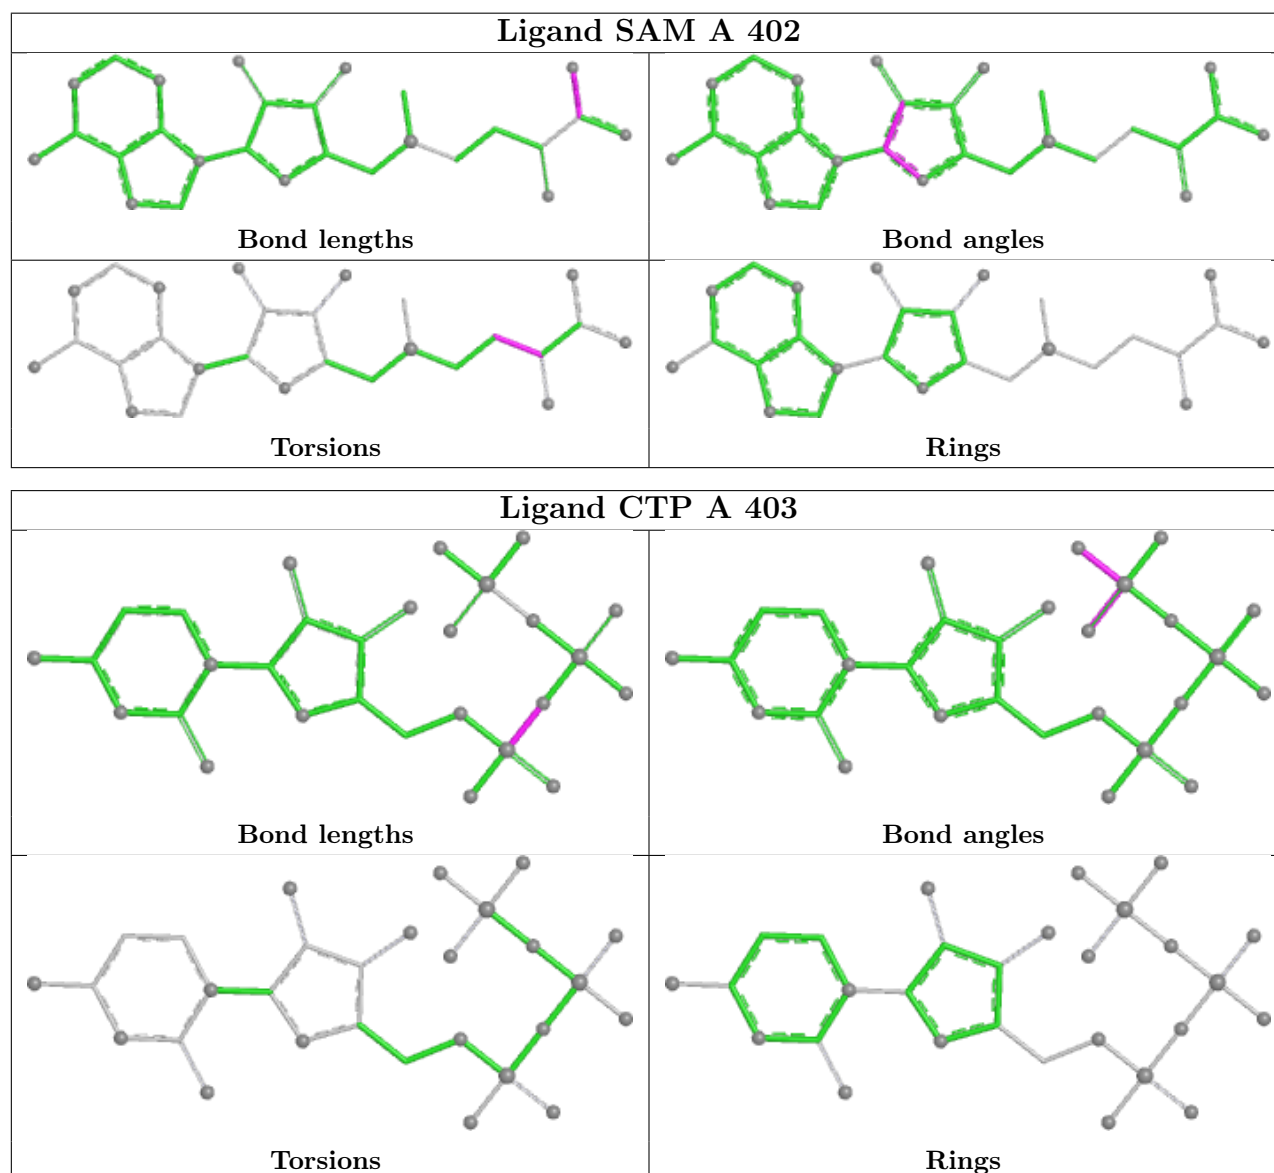 Ligand SAM A 402
Bond lengths
Bond angles
Torsions
Rings
Ligand CTP A 403
Bond lengths
Bond angles
Torsions
Rings